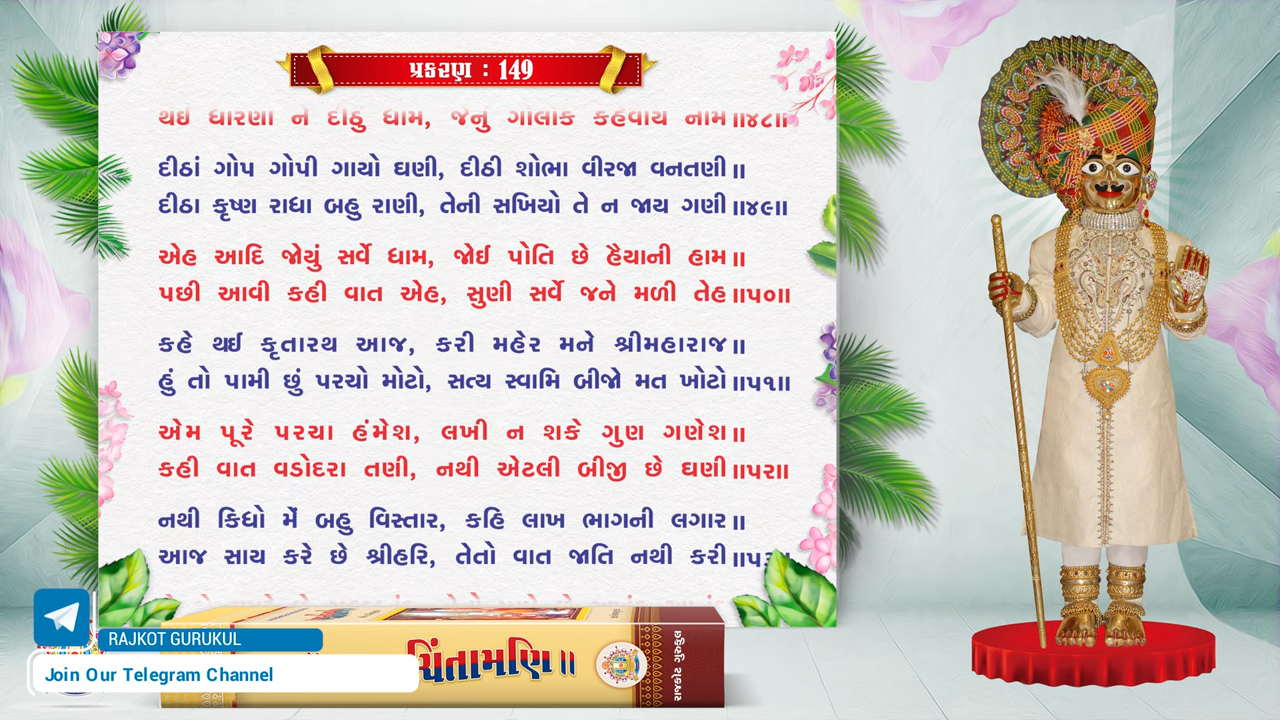 પ્રકરણ : 149
થઈ ધારણા ને દીઠુ ધામ, જેનુ ગોલોક કહેવાય નામ॥૪૮॥
દીઠાં ગોપ ગોપી ગાયો ઘણી, દીઠી શોભા વીરજા વનતણી॥
દીઠા કૃષ્ણ રાધા બહુ રાણી, તેની સખિયો તે ન જાય ગણી॥૪૯॥
એહ આદિ જોયું સર્વે ધામ, જોઈ પોતિ છે હૈયાની હામ॥
પછી આવી કહી વાત એહ, સુણી સર્વે જને મળી તેહ॥૫૦॥
કહે થઈ કૃતારથ આજ, કરી મહેર મને શ્રીમહારાજ॥
હું તો પામી છું પરચો મોટો, સત્ય સ્વામિ બીજો મત ખોટો॥૫૧॥
એમ પૂરે પરચા હંમેશ, લખી ન શકે ગુણ ગણેશ॥
કહી વાત વડોદરા તણી, નથી એટલી બીજી છે ઘણી॥૫૨॥
નથી કિધો મેં બહુ વિસ્તાર, કહિ લાખ ભાગની લગાર॥
આજ સાય કરે છે શ્રીહરિ, તેતો વાત જાતિ નથી કરી॥૫૩॥
ચિંતામણિ॥
રાજકોટ ગુરુકુલ
RAJKOT GURUKUL
Join Our Telegram Channel